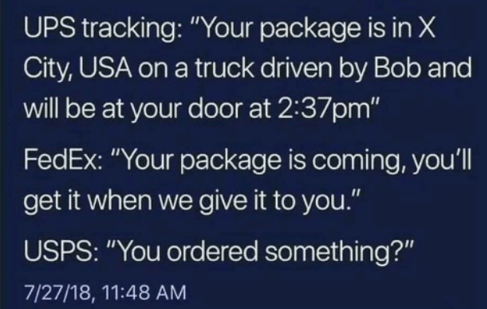 UPS tracking: “Your package is in X
City, USA on a truck driven by Bob and
will be at your door at 2:37pm”
FedEx: “Your package is coming, you’ll
get it when we give it to you.”
USPS: “You ordered something?”
7/27/18, 11:48 AM